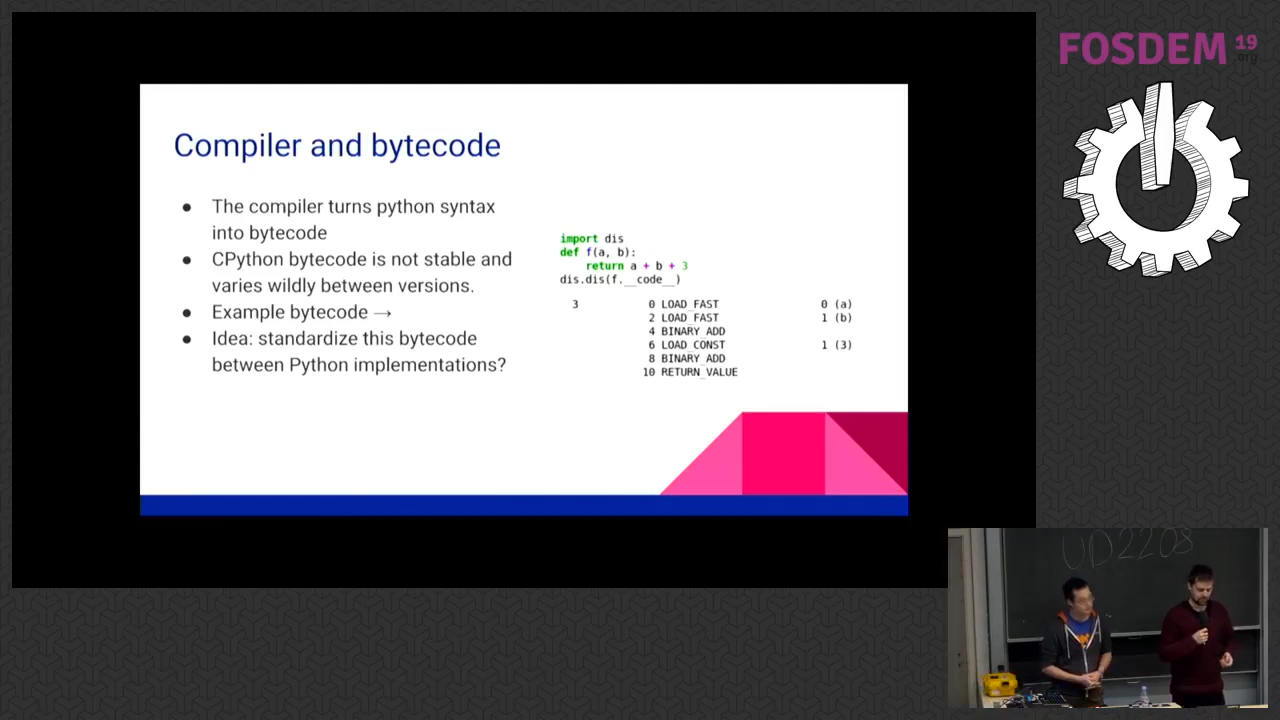 FOSDEM 19
.org
Compiler and bytecode
● The compiler turns python syntax
into bytecode
● CPython bytecode is not stable and
varies wildly between versions.
● Example bytecode →
● Idea: standardize this bytecode
between Python implementations?
import dis
def f(a, b):
    return a + b + 3
dis.dis(f.__code__)
3 0 LOAD_FAST 0 (a)
2 LOAD_FAST 1 (b)
4 BINARY_ADD
6 LOAD_CONST 1 (3)
8 BINARY_ADD
10 RETURN_VALUE
UD2208